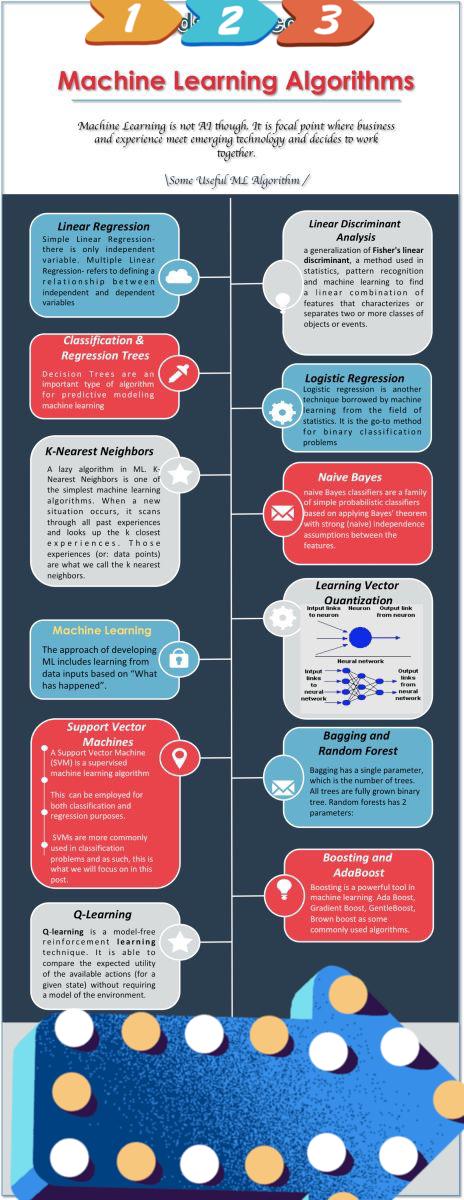 1 2 3
Machine Learning Algorithms
Machine Learning is not AI though. It is focal point where business
and experience meet emerging technology and decides to work
together.
\Some Useful ML Algorithm /
Linear Regression
Simple Linear Regression-
there is only independent
variable. Multiple Linear
Regression- refers to defining a
relationship between
independent and dependent
variables
Linear Discriminant
Analysis
a generalization of Fisher's linear
discriminant, a method used in
statistics, pattern recognition
and machine learning to find
a linear combination of
features that characterizes or
separates two or more classes of
objects or events.
Classification &
Regression Trees
Decision Trees are an
important type of algorithm
for predictive modeling
machine learning
Logistic Regression
Logistic regression is another
technique borrowed by machine
learning from the field of
statistics. It is the go-to method
for binary classification
problems
K-Nearest Neighbors
A lazy algorithm in ML. K-
Nearest Neighbors is one of
the simplest machine learning
algorithms. When a new
situation occurs, it scans
through all past experiences
and looks up the k closest
experiences. Those
experiences (or: data points)
are what we call the k nearest
neighbors.
Naive Bayes
naive Bayes classifiers are a family
of simple probabilistic classifiers
based on applying Bayes' theorem
with strong (naive) independence
assumptions between the
features.
Learning Vector
Quantization
Intput links Neuron Output link
to neuron from neuron
Neural network
Intput
links
to
neural
network
Output
links
from
neural
network
Machine Learning
The approach of developing
ML includes learning from
data inputs based on "What
has happened".
Support Vector
Machines
A Support Vector Machine
(SVM) is a supervised
machine learning algorithm
This can be employed for
both classification and
regression purposes.
SVMs are more commonly
used in classification
problems and as such, this is
what we will focus on in this
post.
Bagging and
Random Forest
Bagging has a single parameter,
which is the number of trees.
All trees are fully grown binary
tree. Random forests has 2
parameters:
Boosting and
AdaBoost
Boosting is a powerful tool in
machine learning. Ada Boost,
Gradient Boost, GentleBoost,
Brown boost as some
commonly used algorithms.
Q-Learning
Q-learning is a model-free
reinforcement learning
technique. It is able to
compare the expected utility
of the available actions (for a
given state) without requiring
a model of the environment.